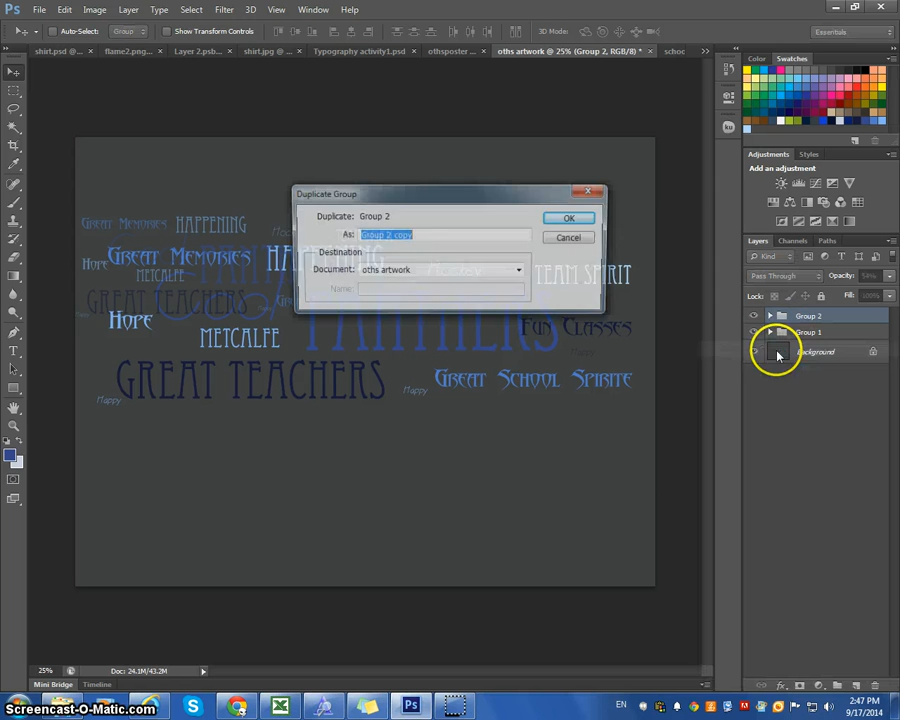 Ps File Edit Image Layer Type Select Filter 3D View Window Help
Auto-Select: Group Show Transform Controls 3D Mode: Essentials
shirt.psd @ flame2.png... Layer 2.psb... shirt.jpg @ Typography activity1.psd othsposter oths artwork @ 25% (Group 2, RGB/8) * schoc
Color Swatches
Adjustments Styles
Add an adjustment
Layers Channels Paths
Kind
Pass Through Opacity: 54%
Lock: Fill: 100%
Group 2
Group 1
Background
Duplicate Group
Duplicate: Group 2 OK
As: Group 2 copy Cancel
Destination
Document: oths artwork
Name:
Great Memories HAPPENING
Hope Great Memories
METCALFE TEAM SPIRIT
GREAT TEACHERS
Hope PANTHERS Fun Classes
METCALFE Happy
GREAT TEACHERS Great School Spirite
Happy Happy
25% Doc: 24.1M/43.2M
Mini Bridge Timeline
EN 2:47 PM
9/17/2014
Screencast-O-Matic.com